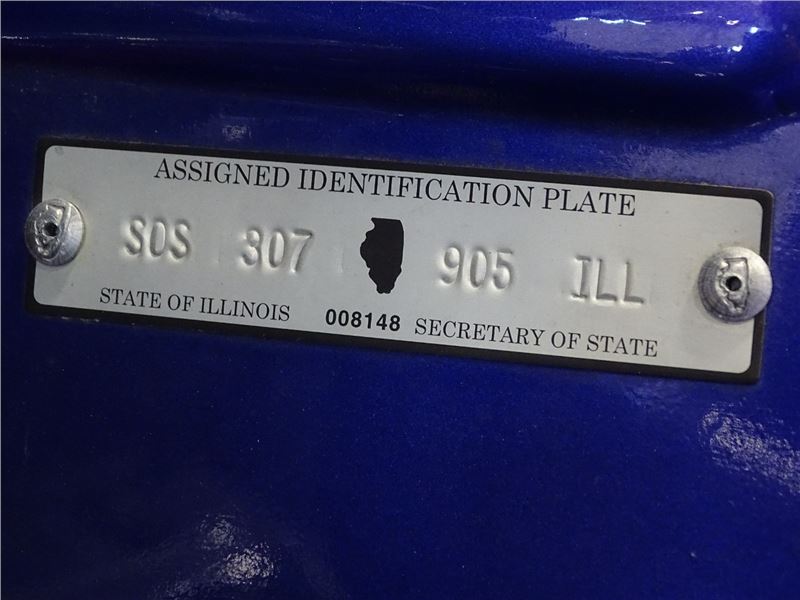 ASSIGNED IDENTIFICATION PLATE
SOS 307 905 ILL
STATE OF ILLINOIS 008148 SECRETARY OF STATE